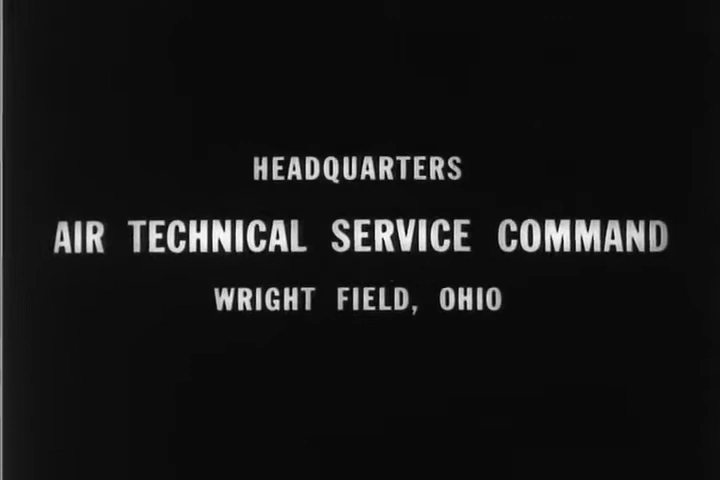 HEADQUARTERS
AIR TECHNICAL SERVICE COMMAND
WRIGHT FIELD, OHIO